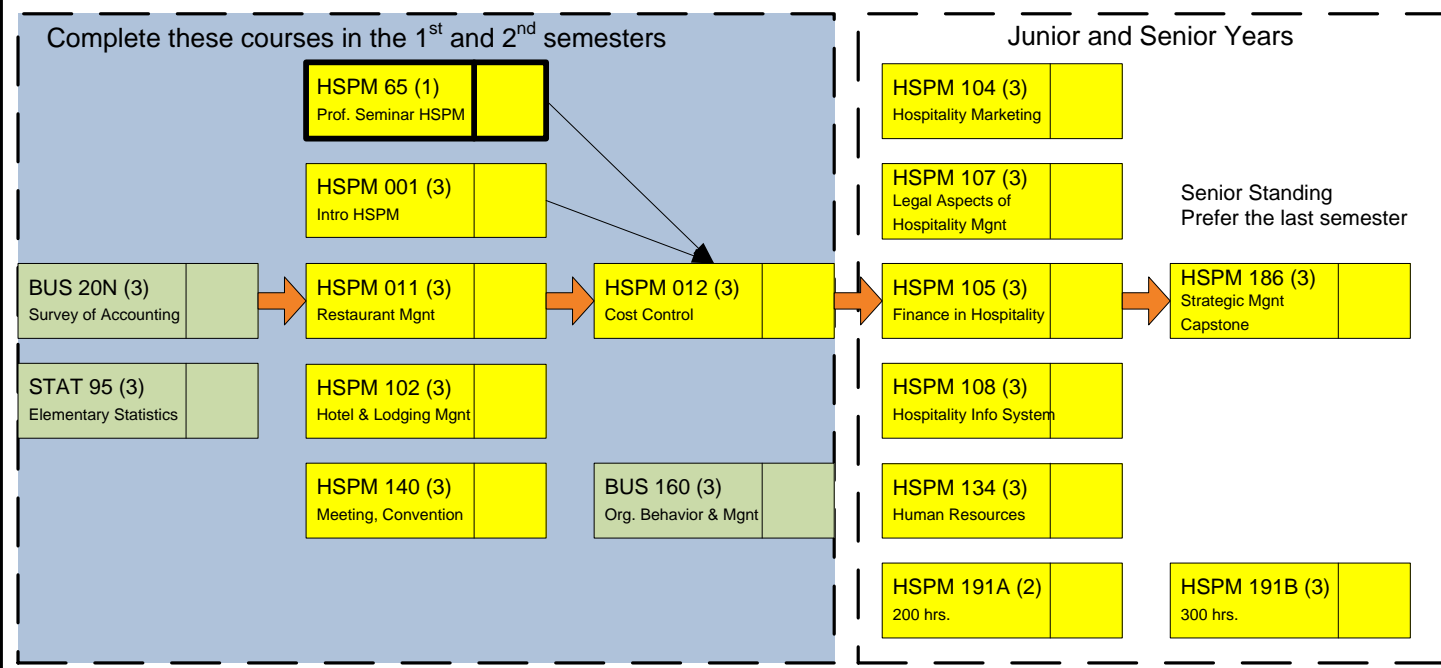 Complete these courses in the 1st and 2nd semesters
HSPM 65 (1)
Prof. Seminar HSPM
HSPM 001 (3)
Intro HSPM
BUS 20N (3)
Survey of Accounting
HSPM 011 (3)
Restaurant Mgnt
HSPM 012 (3)
Cost Control
STAT 95 (3)
Elementary Statistics
HSPM 102 (3)
Hotel & Lodging Mgnt
HSPM 140 (3)
Meeting, Convention
BUS 160 (3)
Org. Behavior & Mgnt
Junior and Senior Years
HSPM 104 (3)
Hospitality Marketing
HSPM 107 (3)
Legal Aspects of
Hospitality Mgnt
Senior Standing
Prefer the last semester
HSPM 105 (3)
Finance in Hospitality
HSPM 186 (3)
Strategic Mgnt
Capstone
HSPM 108 (3)
Hospitality Info System
HSPM 134 (3)
Human Resources
HSPM 191A (2)
200 hrs.
HSPM 191B (3)
300 hrs.